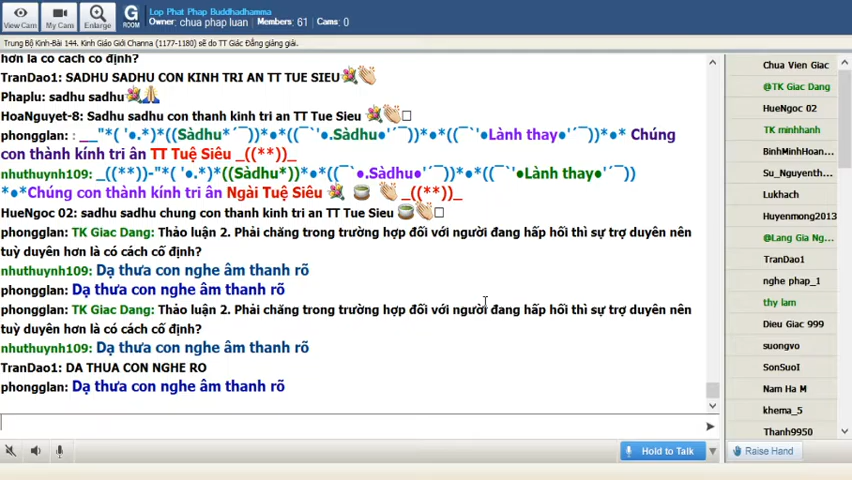 View Cam
My Cam
Enlarge
G
ROOM
Lop Phat Phap Buddhadhamma
Owner: chua phap luan Members: 61 Cams: 0
Trung Bộ Kinh-Bài 144. Kinh Giáo Giới Channa (1177-1180) sẽ do TT Giác Đẳng giảng giải.
hơn là có cách cố định?
TranDao1: SADHU SADHU CON KINH TRI AN TT TUE SIEU
Phaplu: sadhu sadhu
HoaNguyet-8: Sadhu sadhu con thanh kinh tri an TT Tue Sieu
phongglan: : __"*( '●.*)*((Sàdhu*´¯)*●*((¯`'●.Sàdhu●'´¯)*●*((¯`'●Lành thay●'´¯)*●* Chúng
con thành kính tri ân TT Tuệ Siêu _((**))_
nhuthuynh109: _((**))-"*( '●.*)*((Sàdhu*))*●*((¯`●.Sàdhu●'´¯)*●*((¯`'●Lành thay●'´¯))
*●*Chúng con thành kính tri ân Ngài Tuệ Siêu _((**))_
HueNgoc 02: sadhu sadhu chung con thanh kinh tri an TT Tue Sieu
phongglan: TK Giac Dang: Thảo luận 2. Phải chăng trong trường hợp đối với người đang hấp hối thì sự trợ duyên nên
tuỳ duyên hơn là có cách cố định?
nhuthuynh109: Dạ thưa con nghe âm thanh rõ
phongglan: Dạ thưa con nghe âm thanh rõ
phongglan: TK Giac Dang: Thảo luận 2. Phải chăng trong trường hợp đối với người đang hấp hối thì sự trợ duyên nên
tuỳ duyên hơn là có cách cố định?
nhuthuynh109: Dạ thưa con nghe âm thanh rõ
TranDao1: DA THUA CON NGHE RO
phongglan: Dạ thưa con nghe âm thanh rõ
Hold to Talk
Chua Vien Giac
@TK Giac Dang
HueNgoc 02
TK minhhanh
BinhMinhHoan...
Su_Nguyenth...
Lukhach
Huyenmong2013
@Lang Gia Ng...
TranDao1
nghe phap_1
thy lam
Dieu Giac 999
suongvo
SonSuoI
Nam Ha M
khema_5
Thanh9950
Raise Hand